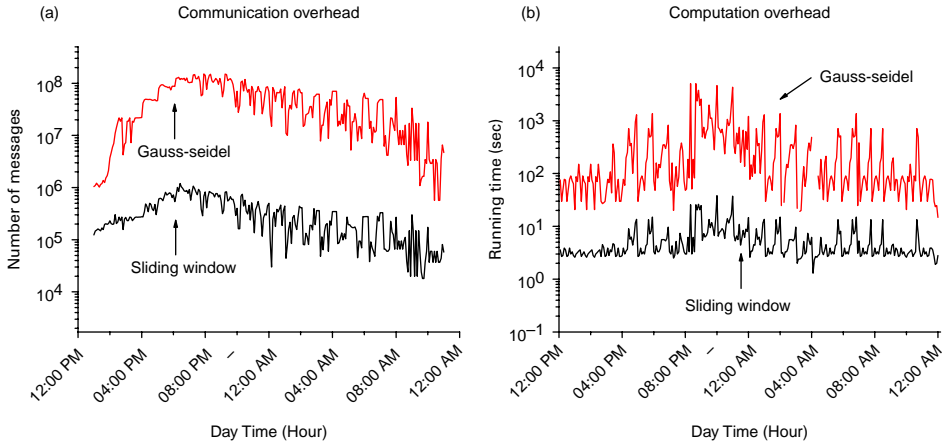 (a)
Communication overhead
Number of messages
10^8
10^7
10^6
10^5
10^4
Gauss-seidel
Sliding window
12:00 PM
04:00 PM
08:00 PM
–
12:00 AM
04:00 AM
08:00 AM
12:00 AM
Day Time (Hour)
(b)
Computation overhead
Running time (sec)
10^4
10^3
10^2
10^1
10^0
10^−1
Gauss-seidel
Sliding window
12:00 PM
04:00 PM
08:00 PM
–
12:00 AM
04:00 AM
08:00 AM
12:00 AM
Day Time (Hour)